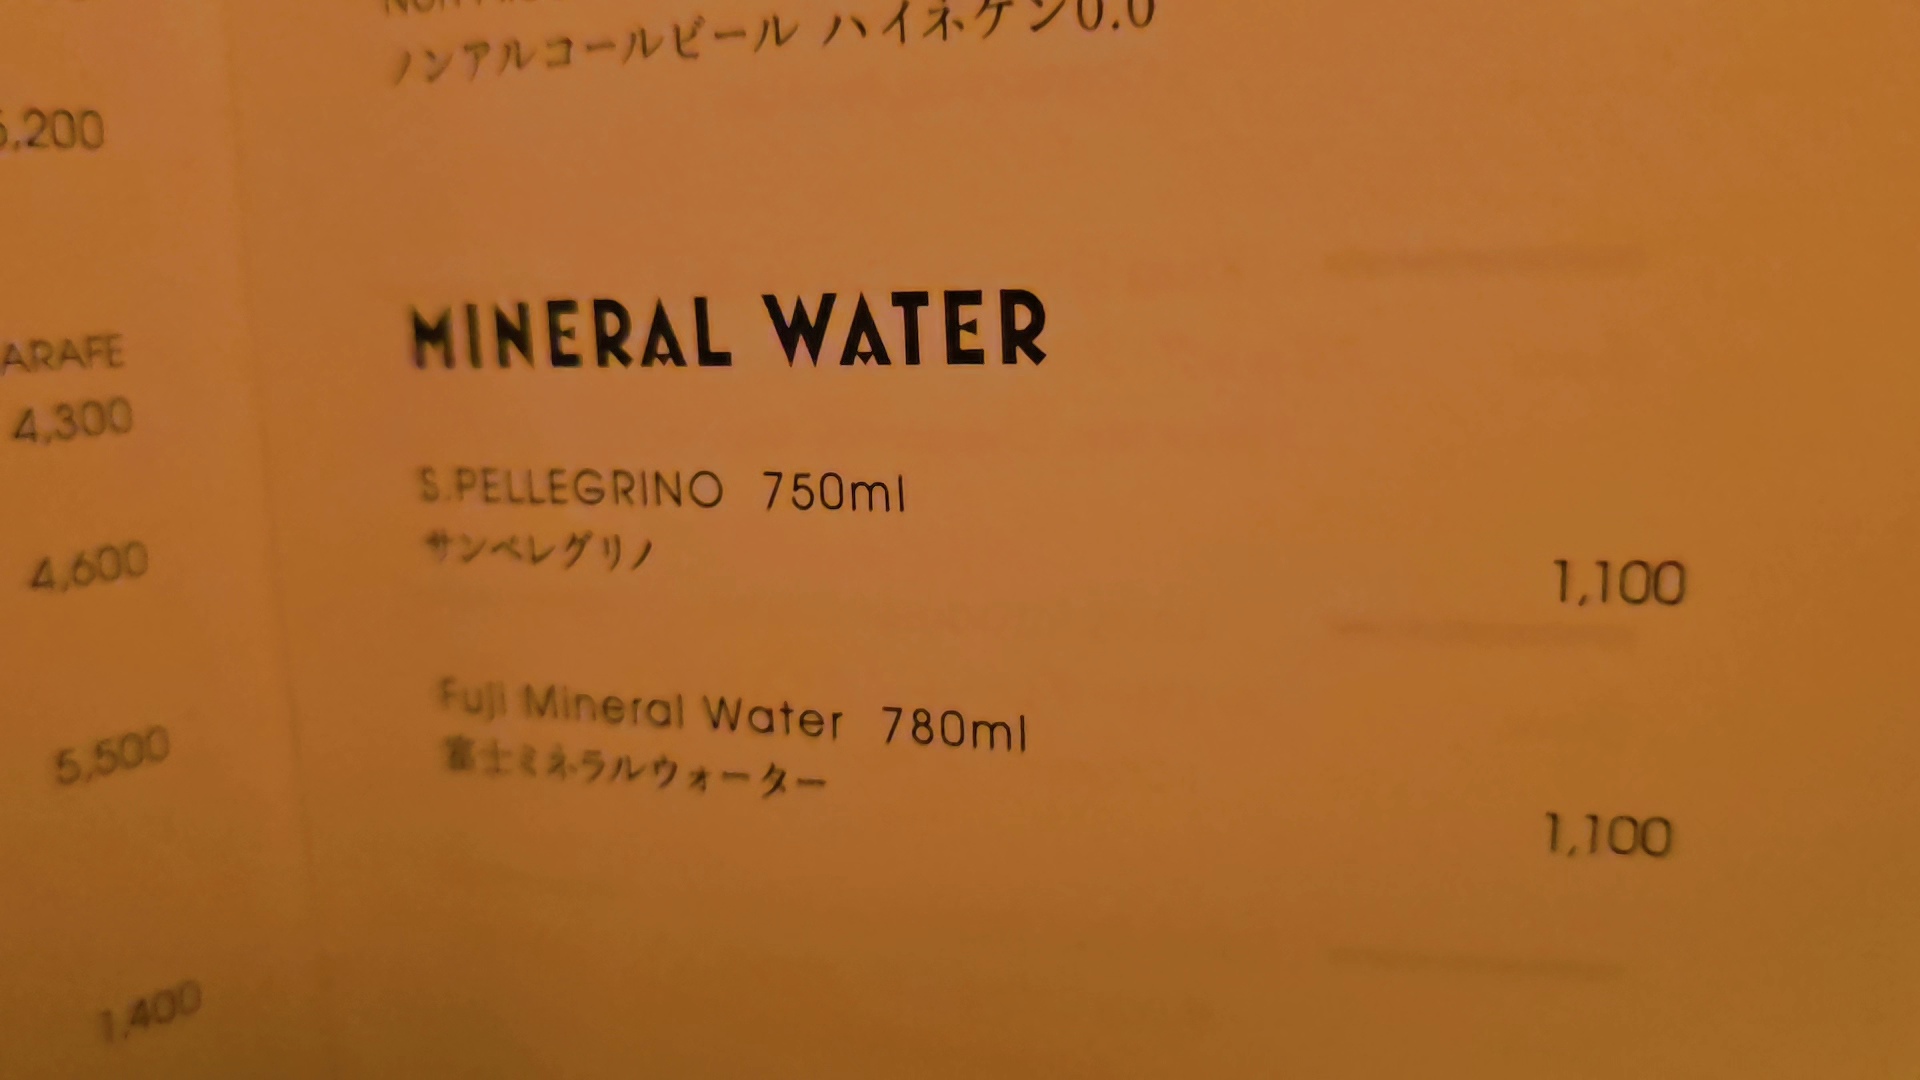 ノンアルコールビール ハイネケン0.0
,200
ARAFE
4,300
4,600
5,500
1,400
MINERAL WATER
S.PELLEGRINO 750ml
サンペレグリノ
1,100
Fuji Mineral Water 780ml
富士ミネラルウォーター
1,100